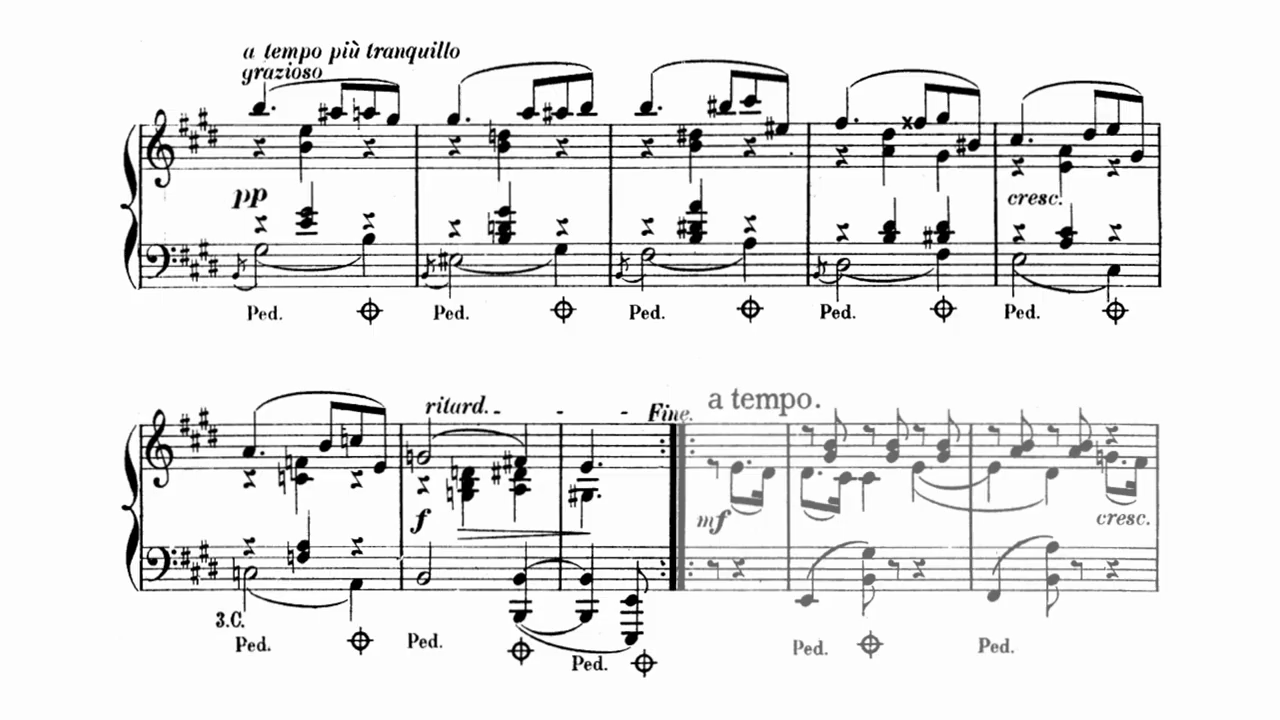 a tempo più tranquillo
grazioso
pp
cresc.
Ped. Ped. Ped. Ped. Ped.
ritard. - - - Fine. a tempo.
f
mf
cresc.
3.C.
Ped. Ped. Ped. Ped. Ped.